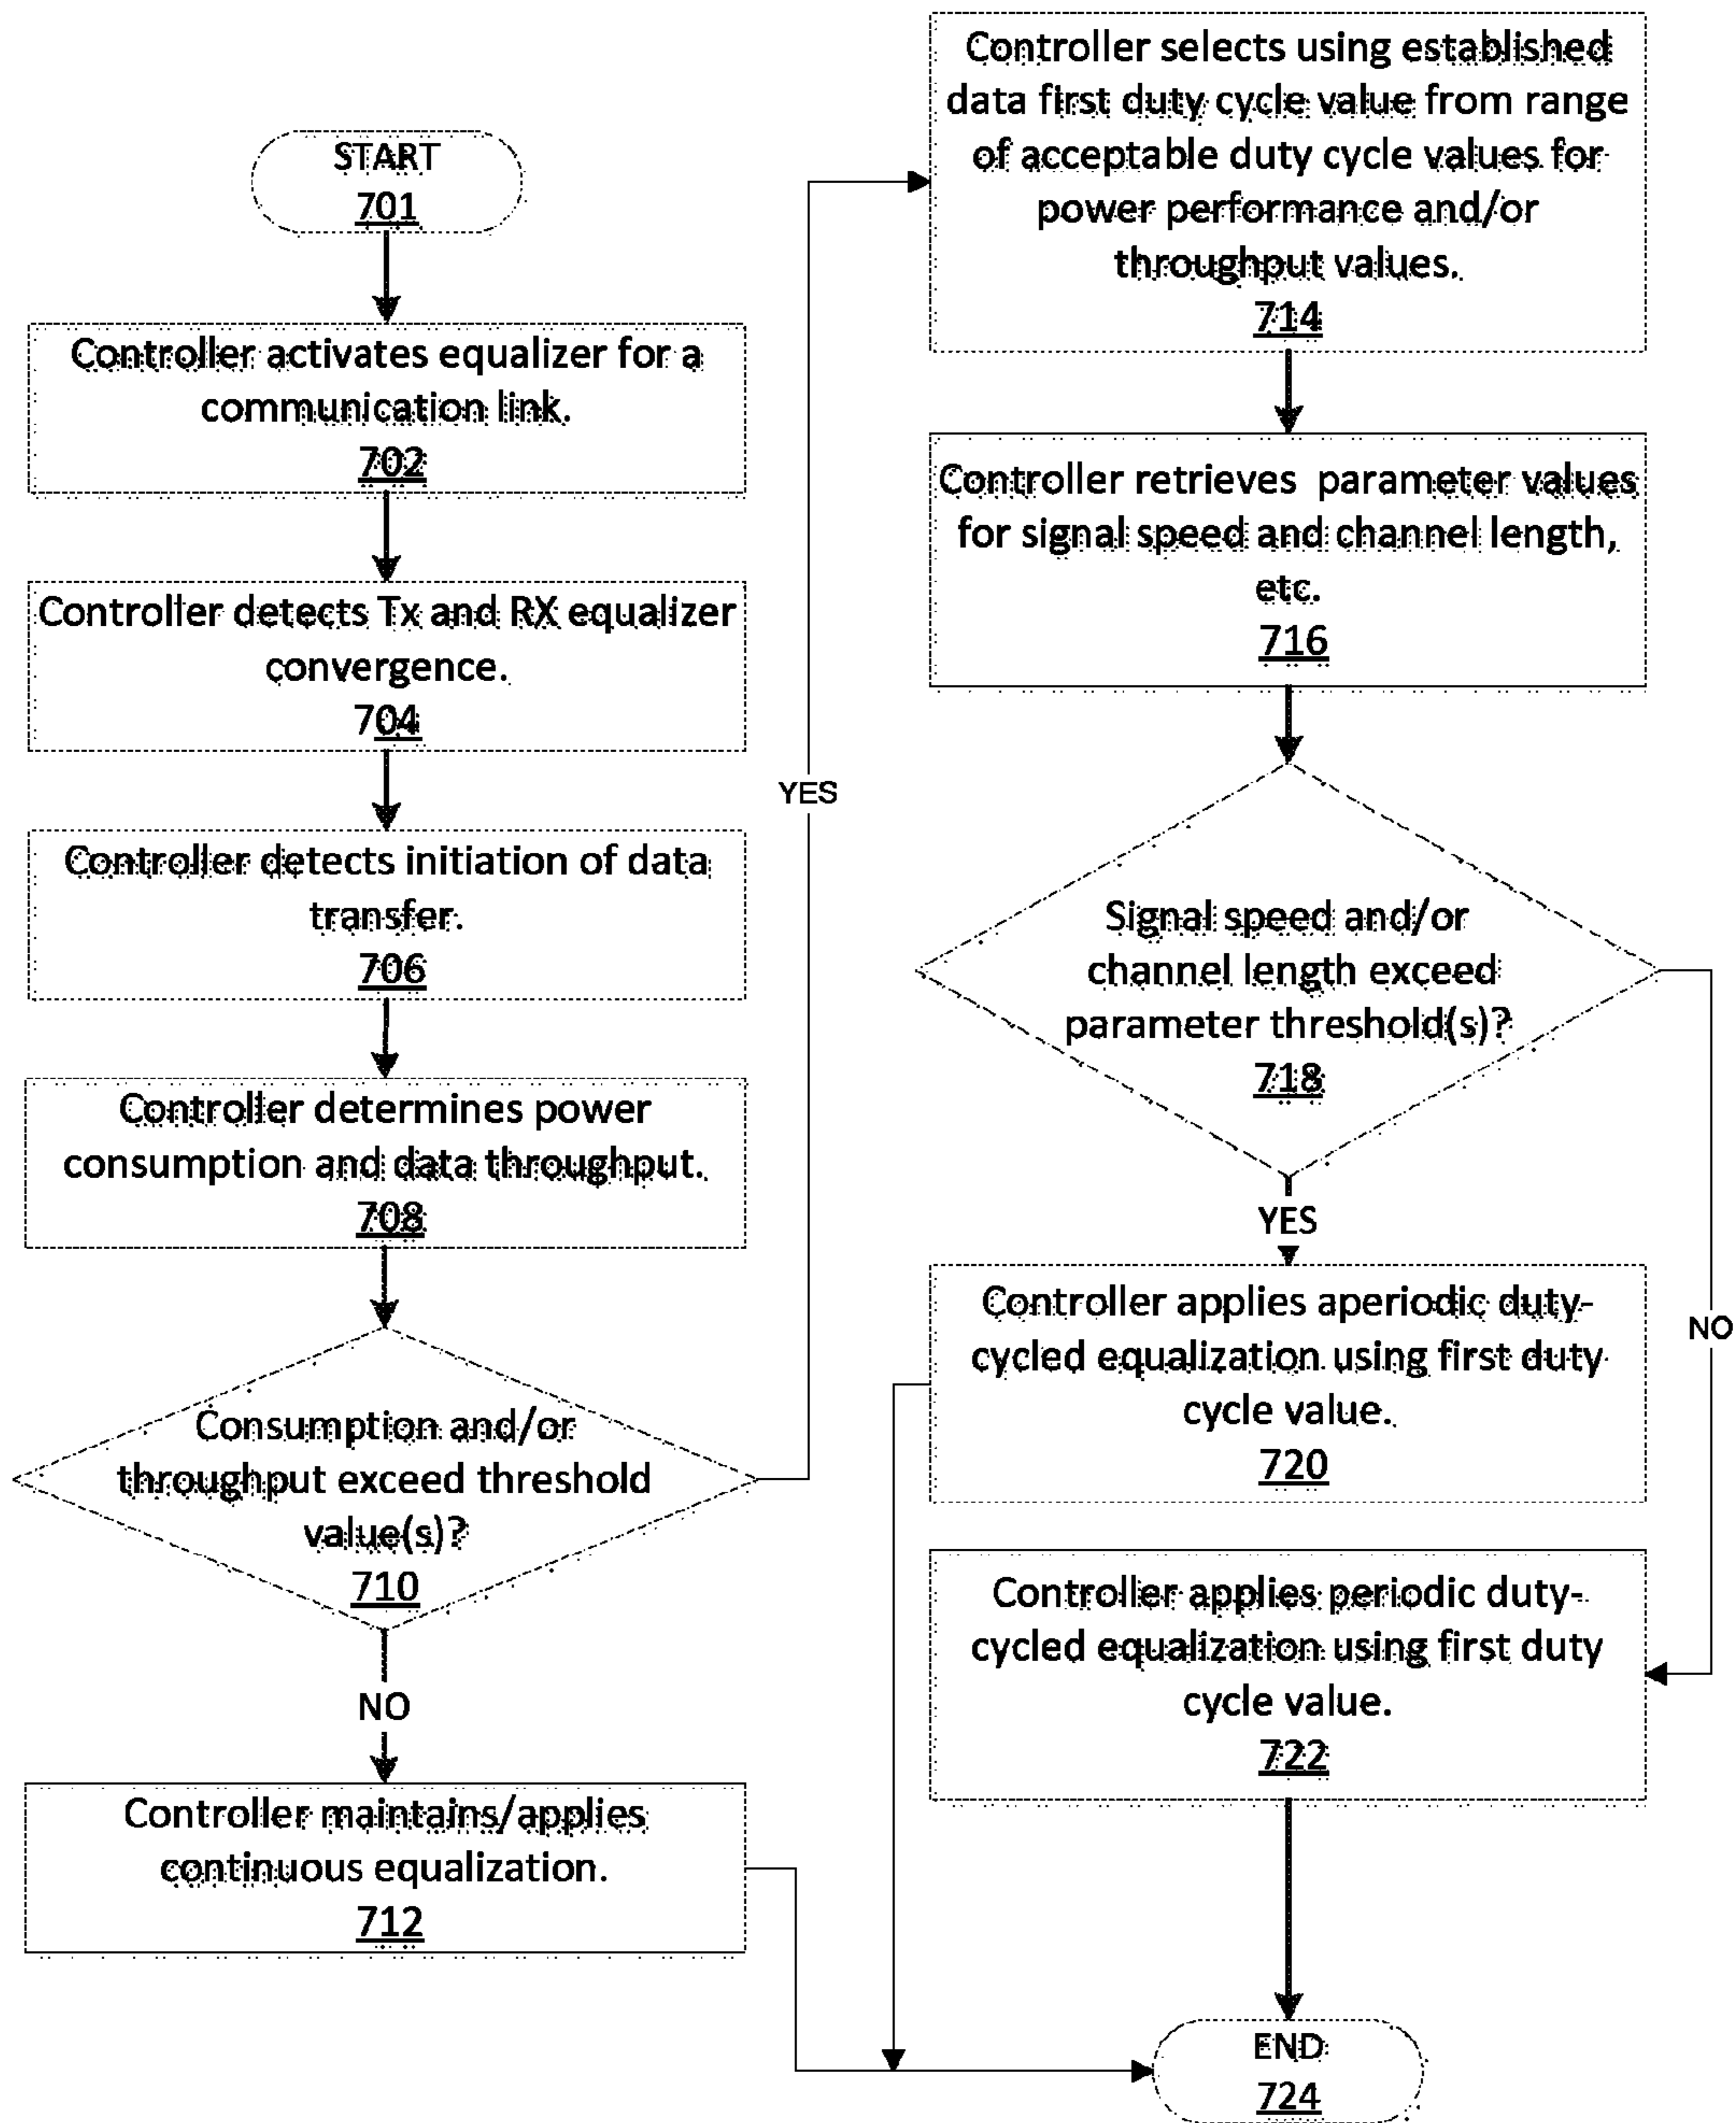 START
701
Controller activates equalizer for a
communication link.
702
Controller detects Tx and RX equalizer
convergence.
704
Controller detects initiation of data
transfer.
706
Controller determines power
consumption and data throughput.
708
Consumption and/or
throughput exceed threshold
value(s)?
710
NO
Controller maintains/applies
continuous equalization.
712
YES
Controller selects using established
data first duty cycle value from range
of acceptable duty cycle values for
power performance and/or
throughput values.
714
Controller retrieves parameter values
for signal speed and channel length,
etc.
716
Signal speed and/or
channel length exceed
parameter threshold(s)?
718
YES
NO
Controller applies aperiodic duty-
cycled equalization using first duty
cycle value.
720
Controller applies periodic duty-
cycled equalization using first duty
cycle value.
722
END
724